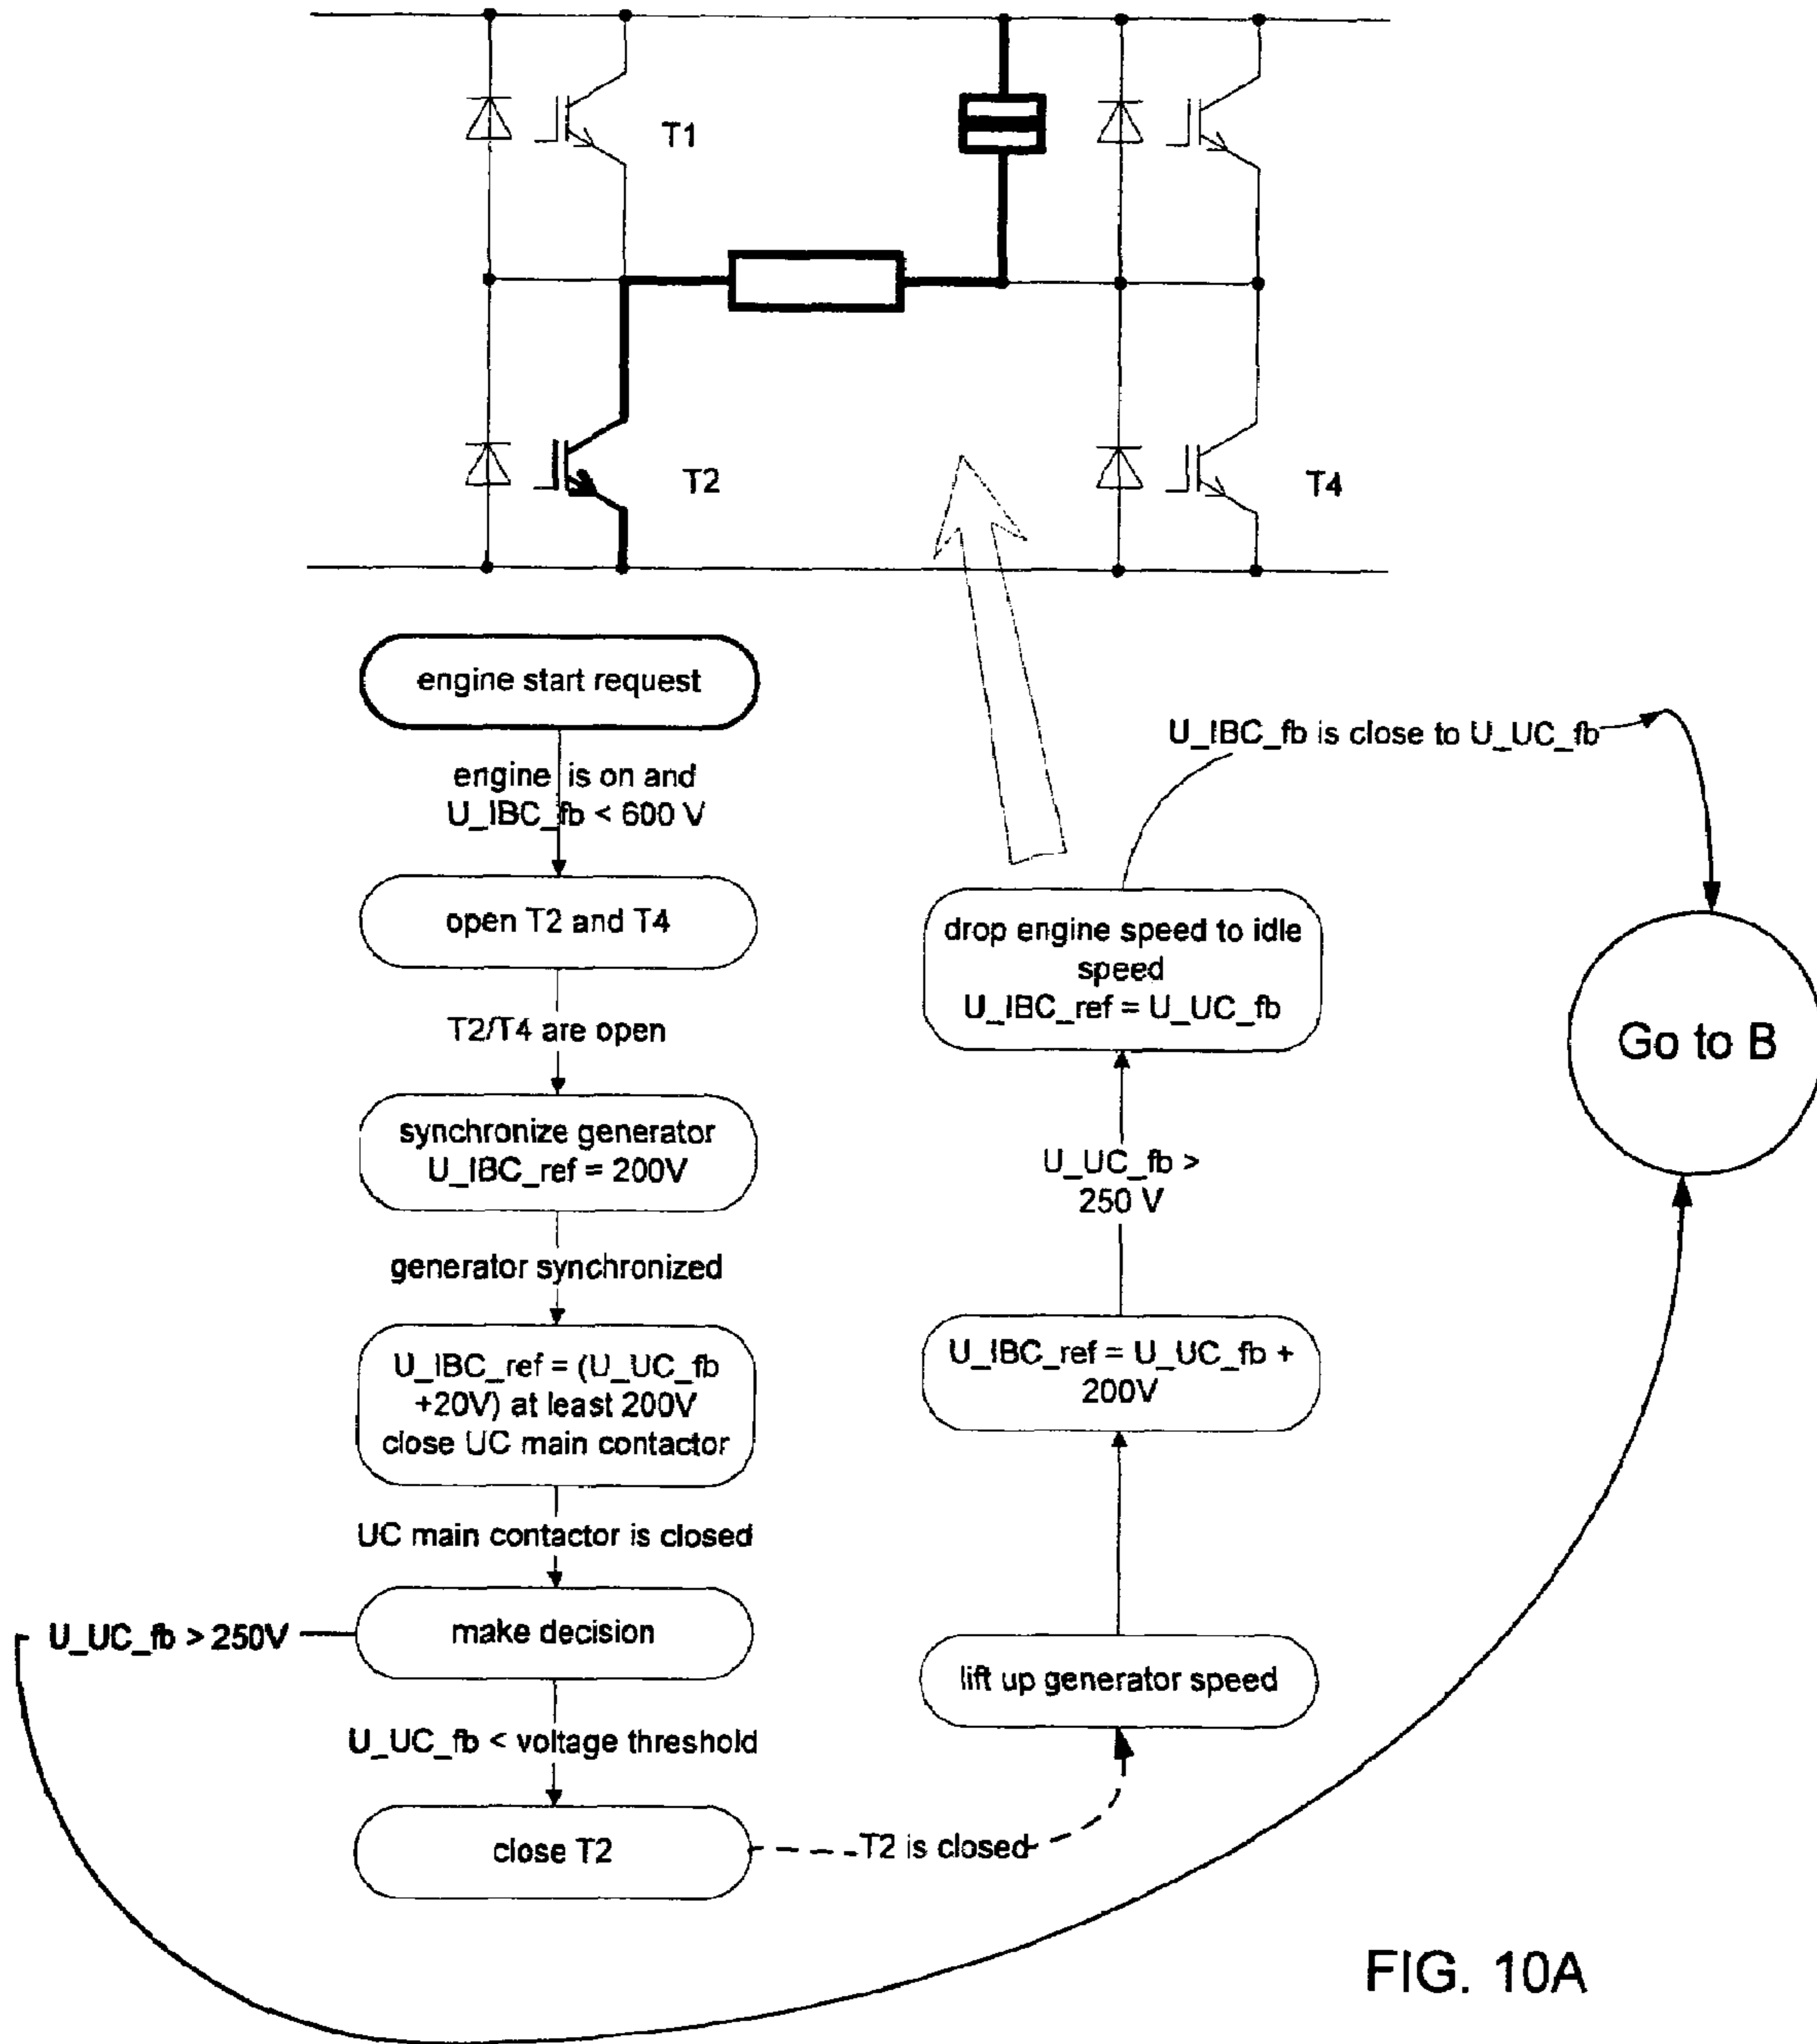 T1
T2
T4
engine start request
engine is on and
U_IBC_fb < 600 V
open T2 and T4
T2/T4 are open
synchronize generator
U_IBC_ref = 200V
generator synchronized
U_IBC_ref = (U_UC_fb
+20V) at least 200V
close UC main contactor
UC main contactor is closed
make decision
U_UC_fb > 250V
U_UC_fb < voltage threshold
close T2
T2 is closed
lift up generator speed
U_IBC_ref = U_UC_fb +
200V
U_UC_fb >
250 V
drop engine speed to idle
speed
U_IBC_ref = U_UC_fb
U_IBC_fb is close to U_UC_fb
Go to B
FIG. 10A